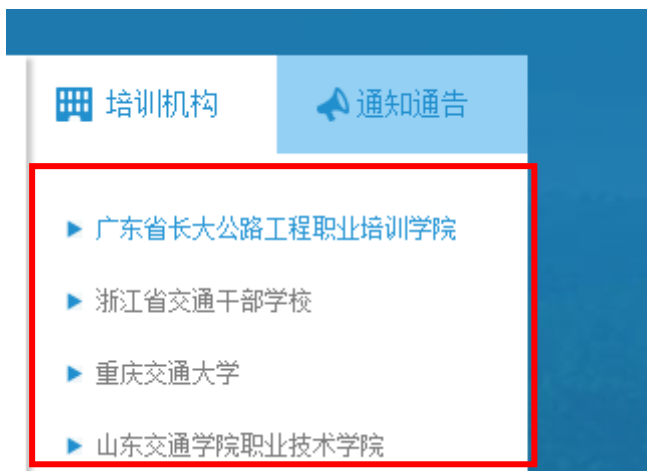 培训机构 通知通告
广东省长大公路工程职业培训学院
浙江省交通干部学校
重庆交通大学
山东交通学院职业技术学院